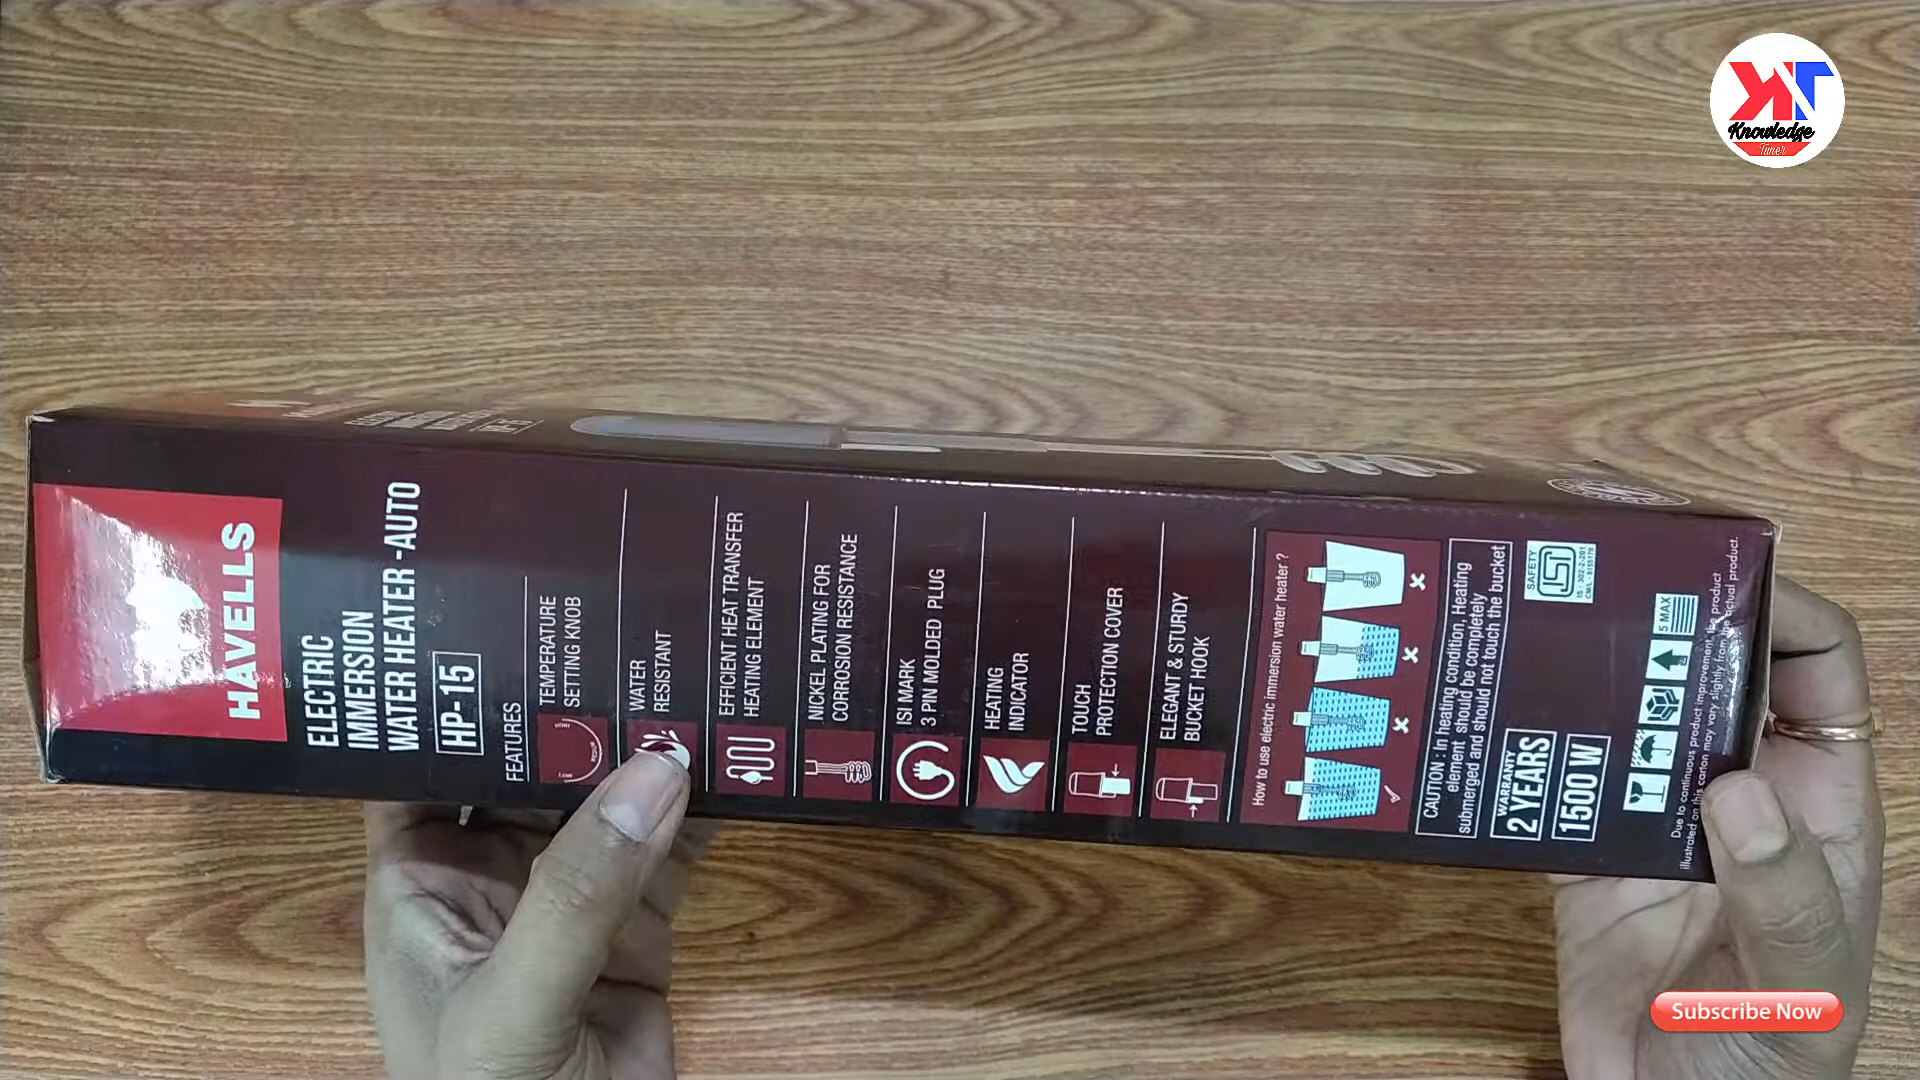 HAVELLS
ELECTRIC
IMMERSION
WATER HEATER -AUTO
HP-15
FEATURES
TEMPERATURE
SETTING KNOB
WATER
RESISTANT
EFFICIENT HEAT TRANSFER
HEATING ELEMENT
NICKEL PLATING FOR
CORROSION RESISTANCE
ISI MARK
3 PIN MOLDED PLUG
HEATING
INDICATOR
TOUCH
PROTECTION COVER
ELEGANT & STURDY
BUCKET HOOK
How to use electric immersion water heater ?
CAUTION : In heating condition, Heating
element should be completely
submerged and should not touch the bucket
WARRANTY
2 YEARS
1500 W
SAFETY
5 MAX
Due to continuous product improvement, the product
illustrated on this carton may vary slightly from the actual product.
Knowledge
Tuner
Subscribe Now